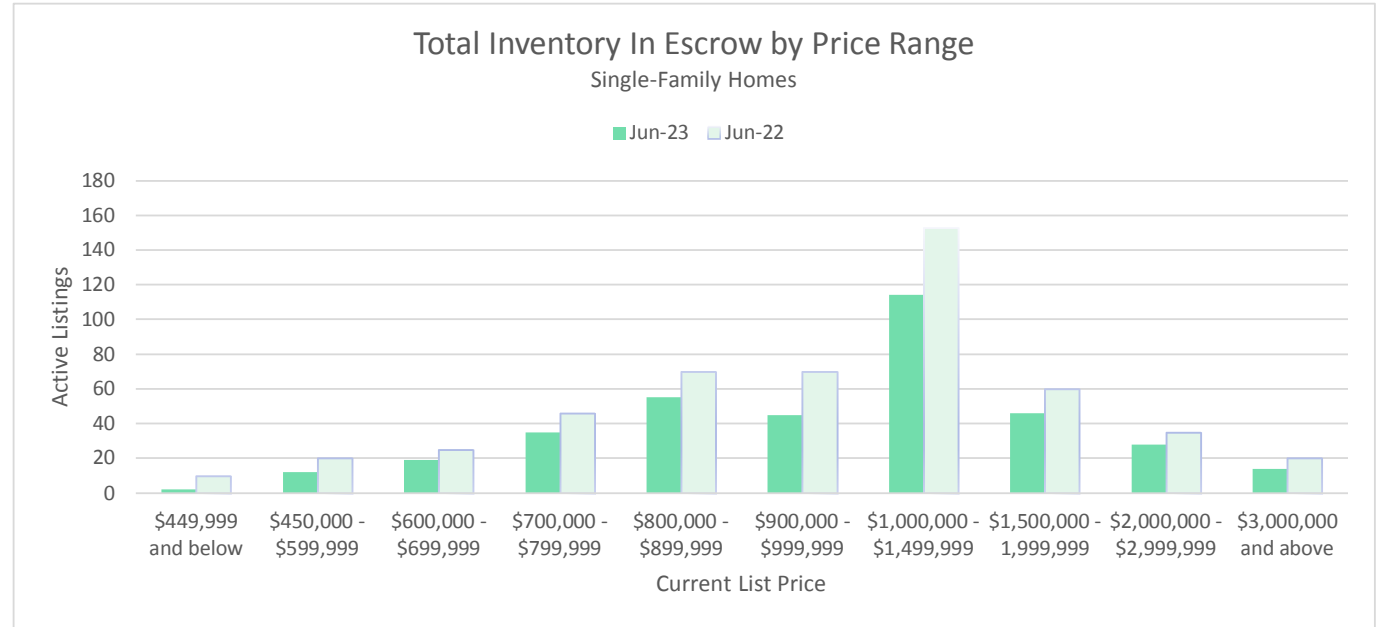 Total Inventory In Escrow by Price Range
Single-Family Homes
Jun-23 Jun-22
180
160
140
120
100
80
60
40
20
0
Active Listings
$449,999 $450,000 - $600,000 - $700,000 - $800,000 - $900,000 - $1,000,000 - $1,500,000 - $2,000,000 - $3,000,000
and below $599,999 $699,999 $799,999 $899,999 $999,999 $1,499,999 1,999,999 $2,999,999 and above
Current List Price